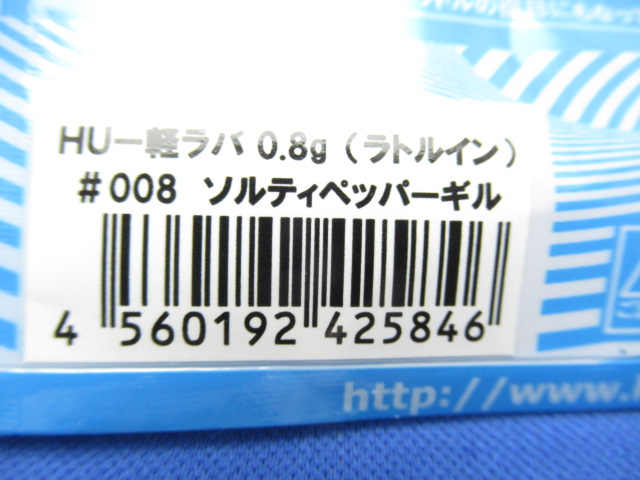 HU一軽ラバ 0.8g (ラトルイン)
#008 ソルティペッパーギル
4 560192 425846
http://www.